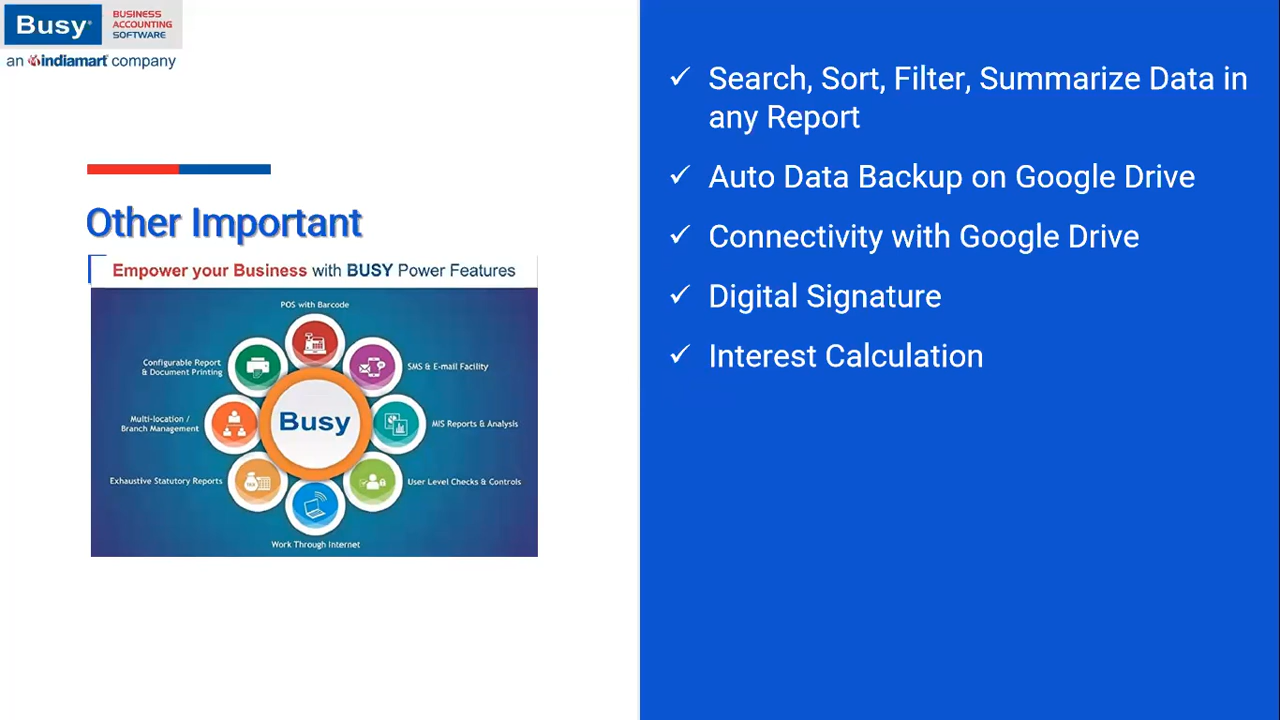 Busy®
BUSINESS
ACCOUNTING
SOFTWARE
an indiamart company
Other Important
Empower your Business with BUSY Power Features
POS with Barcode
Configurable Report
& Document Printing
SMS & E-mail Facility
Multi-location /
Branch Management
Busy
MIS Reports & Analysis
Exhaustive Statutory Reports
User Level Checks & Controls
Work Through Internet
✓ Search, Sort, Filter, Summarize Data in
any Report
✓ Auto Data Backup on Google Drive
✓ Connectivity with Google Drive
✓ Digital Signature
✓ Interest Calculation